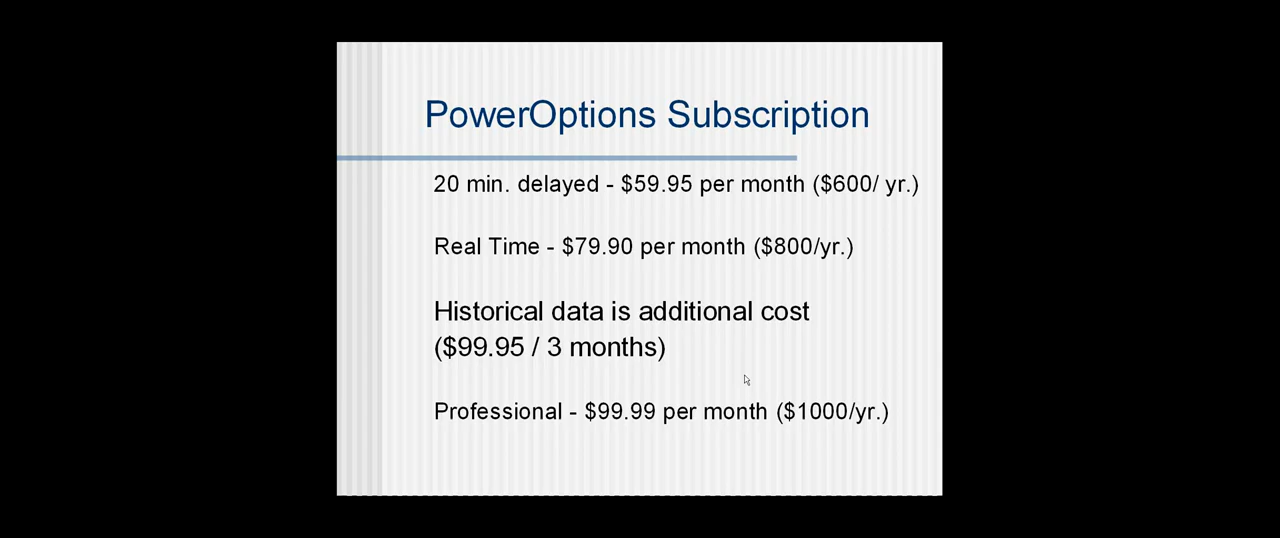 PowerOptions Subscription
20 min. delayed - $59.95 per month ($600/ yr.)
Real Time - $79.90 per month ($800/yr.)
Historical data is additional cost
($99.95 / 3 months)
Professional - $99.99 per month ($1000/yr.)